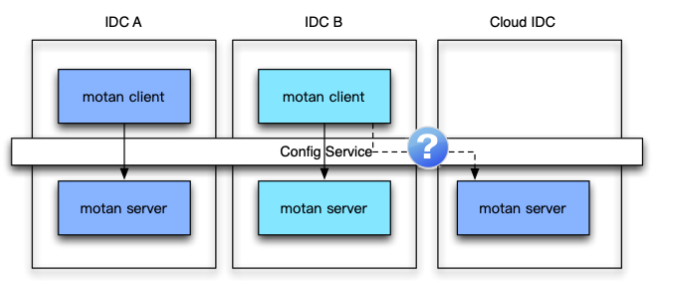 IDC A
IDC B
Cloud IDC
motan client
motan client
Config Service
?
motan server
motan server
motan server